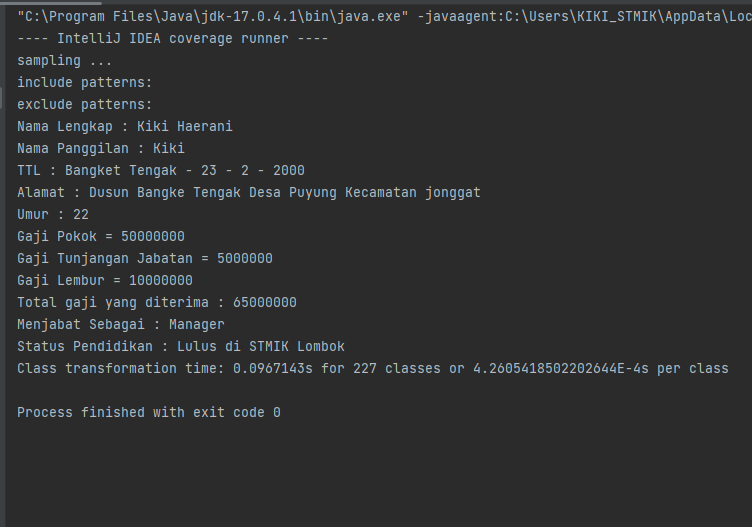 "C:\Program Files\Java\jdk-17.0.4.1\bin\java.exe" -javaagent:C:\Users\KIKI_STMIK\AppData\Loc
---- IntelliJ IDEA coverage runner ----
sampling ...
include patterns:
exclude patterns:
Nama Lengkap : Kiki Haerani
Nama Panggilan : Kiki
TTL : Bangket Tengak - 23 - 2 - 2000
Alamat : Dusun Bangke Tengak Desa Puyung Kecamatan jonggat
Umur : 22
Gaji Pokok = 50000000
Gaji Tunjangan Jabatan = 5000000
Gaji Lembur = 10000000
Total gaji yang diterima : 65000000
Menjabat Sebagai : Manager
Status Pendidikan : Lulus di STMIK Lombok
Class transformation time: 0.0967143s for 227 classes or 4.2605418502202644E-4s per class
Process finished with exit code 0